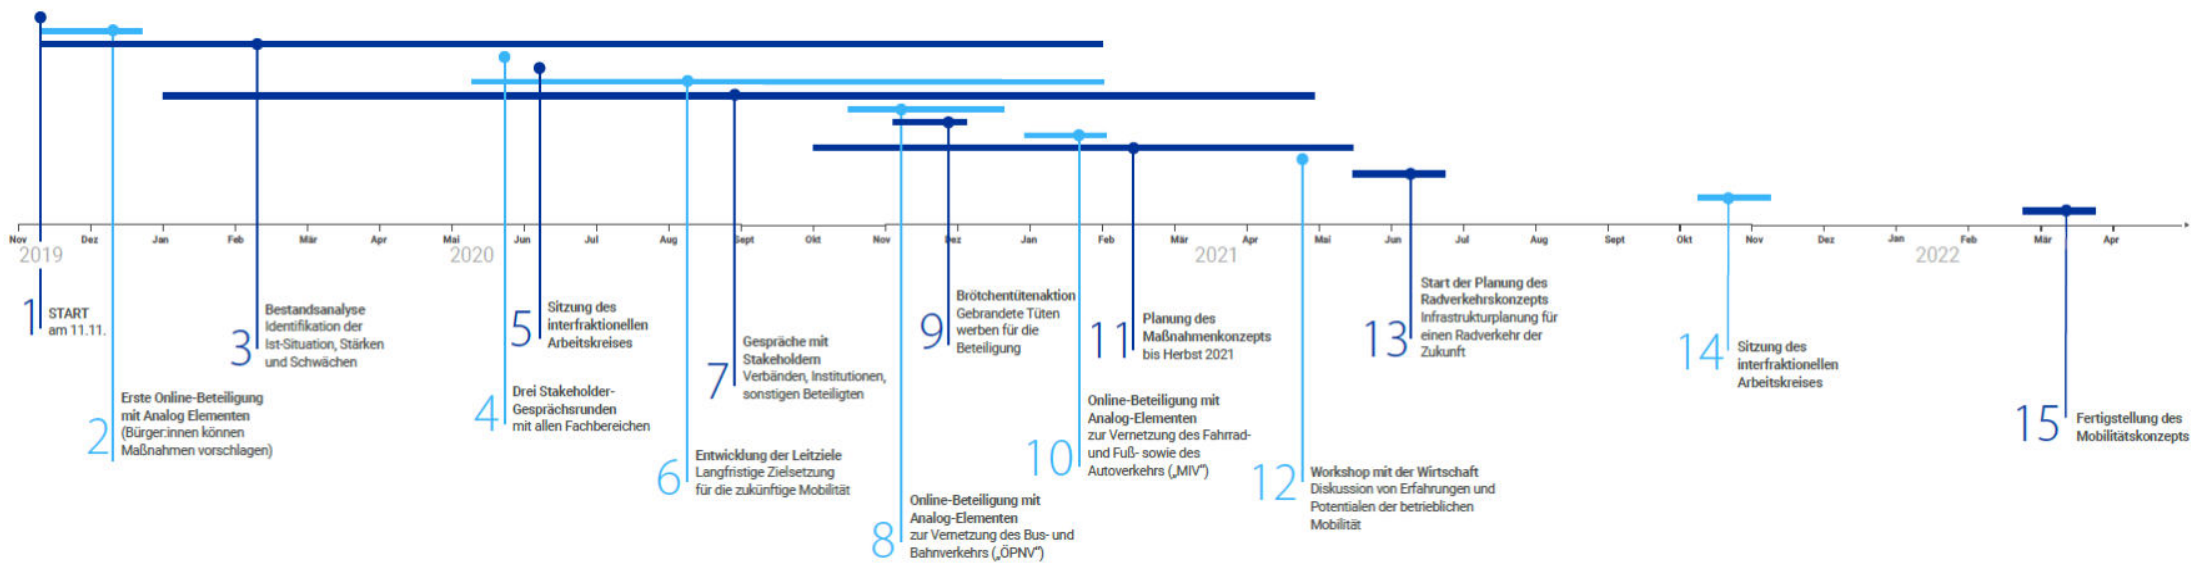 Nov Dez Jan Feb Mär Apr Mai Jun Jul Aug Sept Okt Nov Dez Jan Feb Mär Apr Mai Jun Jul Aug Sept Okt Nov Dez Jan Feb Mär Apr
2019 2020 2021 2022
1
START
am 11.11.
2
Erste Online-Beteiligung
mit Analog Elementen
(Bürger:innen können
Maßnahmen vorschlagen)
3
Bestandsanalyse
Identifikation der
Ist-Situation, Stärken
und Schwächen
4
Drei Stakeholder-
Gesprächsrunden
mit allen Fachbereichen
5
Sitzung des
interfraktionellen
Arbeitskreises
6
Entwicklung der Leitziele
Langfristige Zielsetzung
für die zukünftige Mobilität
7
Gespräche mit
Stakeholdern
Verbänden, Institutionen,
sonstigen Beteiligten
8
Online-Beteiligung mit
Analog-Elementen
zur Vernetzung des Bus- und
Bahnverkehrs („ÖPNV“)
9
Brötchentütenaktion
Gebrandete Tüten
werben für die
Beteiligung
10
Online-Beteiligung mit
Analog-Elementen
zur Vernetzung des Fahrrad-
und Fuß- sowie des
Autoverkehrs („MIV“)
11
Planung des
Maßnahmenkonzepts
bis Herbst 2021
12
Workshop mit der Wirtschaft
Diskussion von Erfahrungen und
Potentialen der betrieblichen
Mobilität
13
Start der Planung des
Radverkehrskonzepts
Infrastrukturplanung für
einen Radverkehr der
Zukunft
14
Sitzung des
interfraktionellen
Arbeitskreises
15
Fertigstellung des
Mobilitätskonzepts